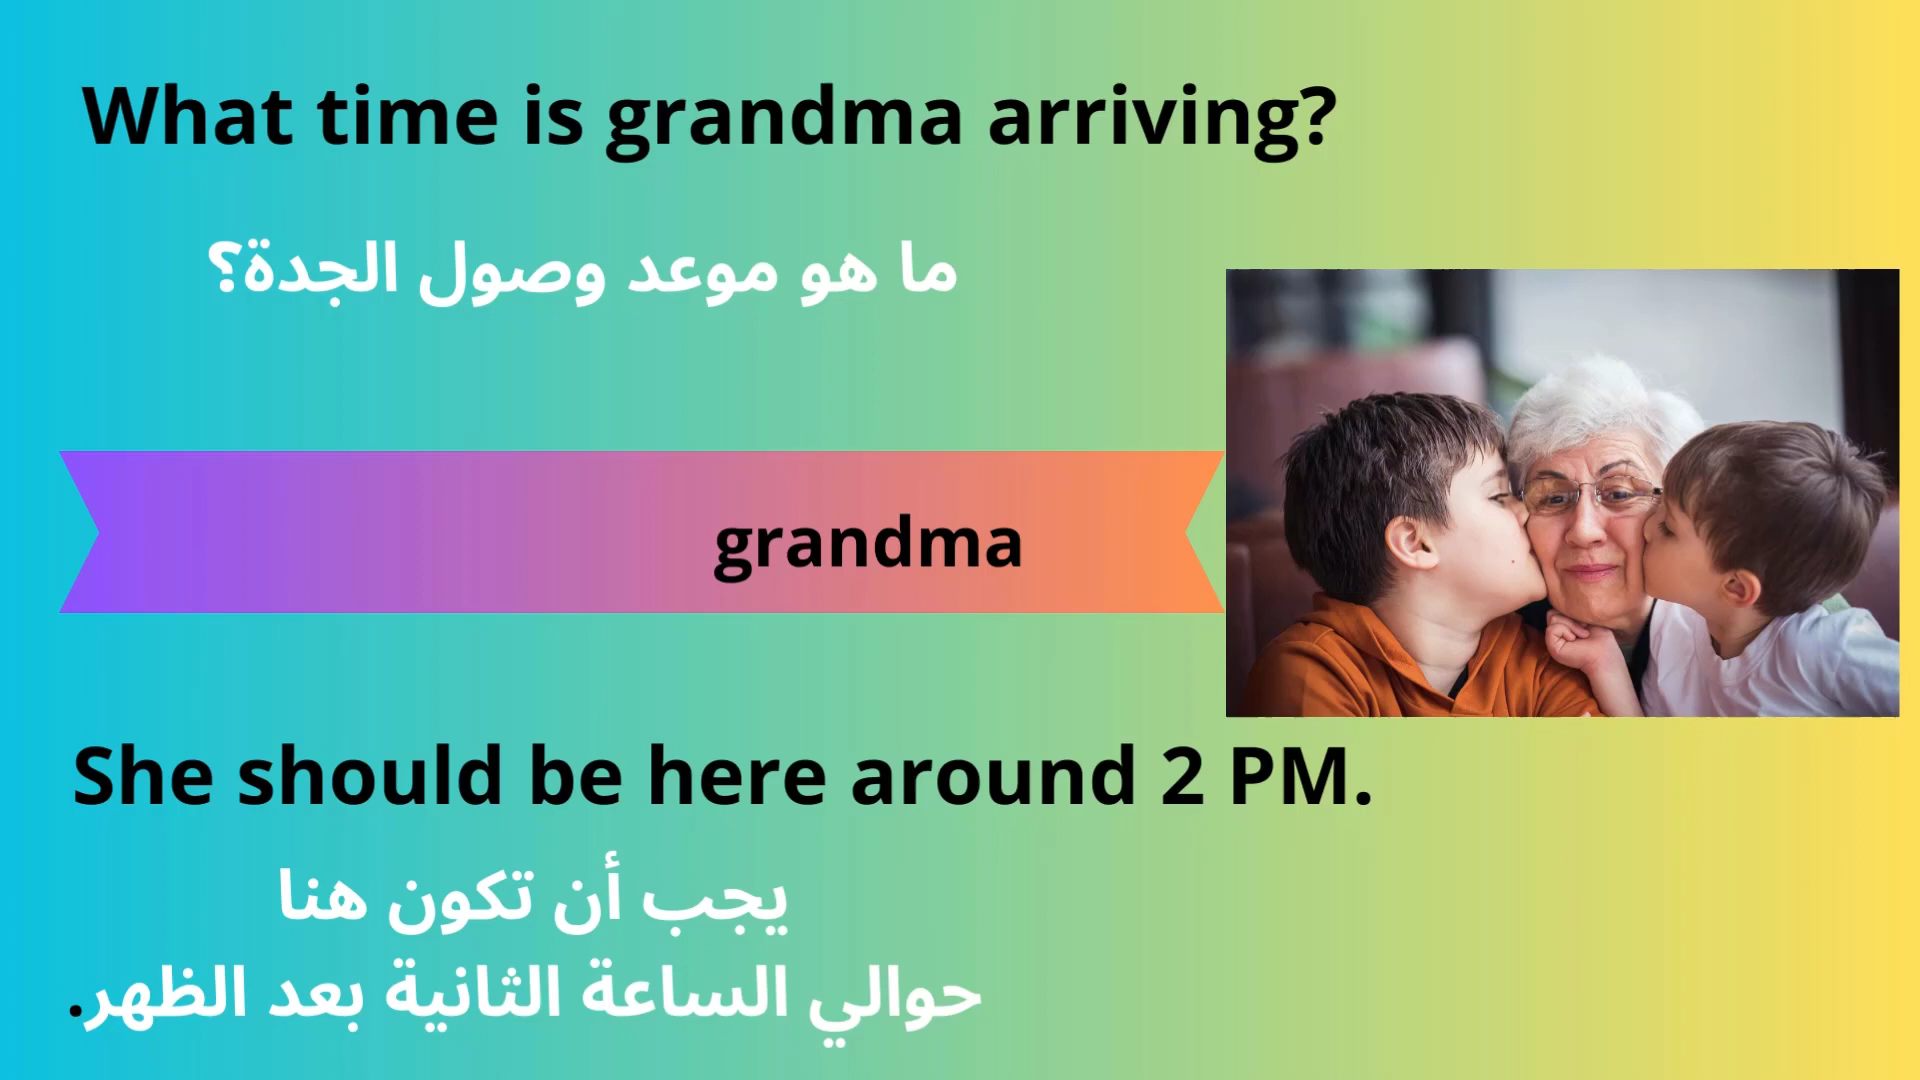 What time is grandma arriving?
ما هو موعد وصول الجدة؟
grandma
She should be here around 2 PM.
يجب أن تكون هنا
حوالي الساعة الثانية بعد الظهر.